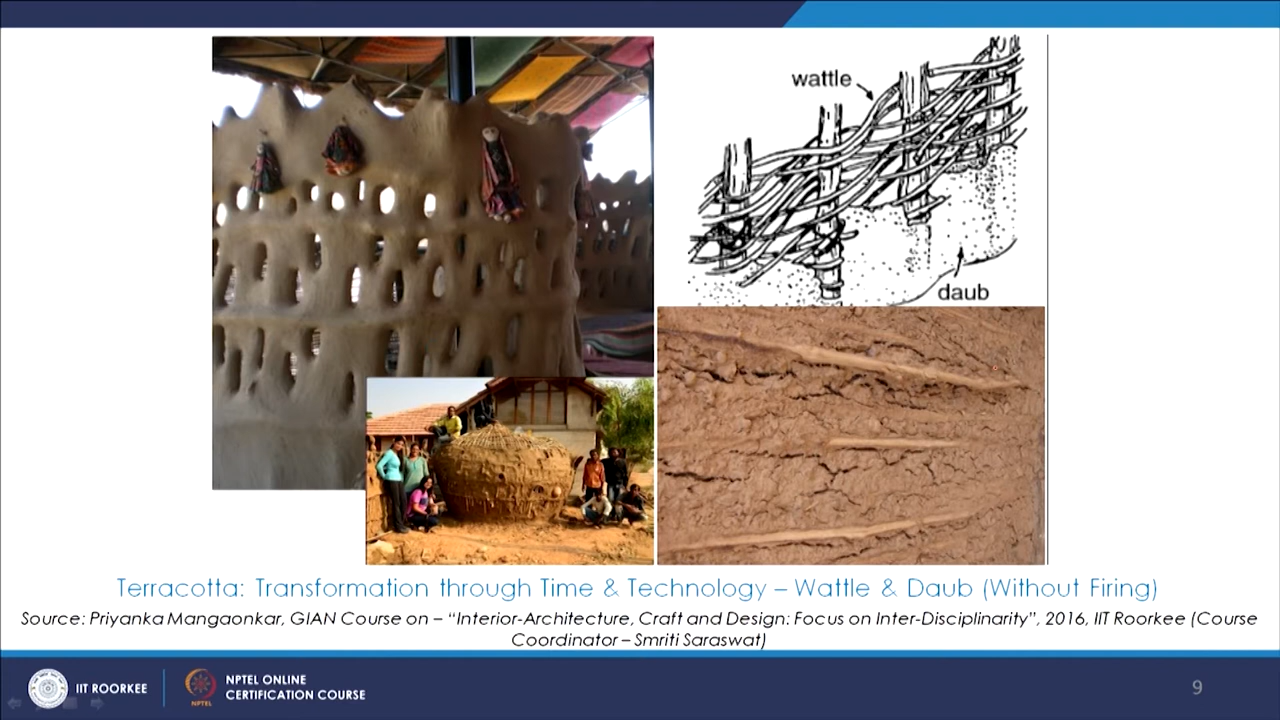 wattle
daub
Terracotta: Transformation through Time & Technology – Wattle & Daub (Without Firing)
Source: Priyanka Mangaonkar, GIAN Course on – “Interior-Architecture, Craft and Design: Focus on Inter-Disciplinarity”, 2016, IIT Roorkee (Course
Coordinator – Smriti Saraswat)
IIT ROORKEE
NPTEL
NPTEL ONLINE
CERTIFICATION COURSE
9